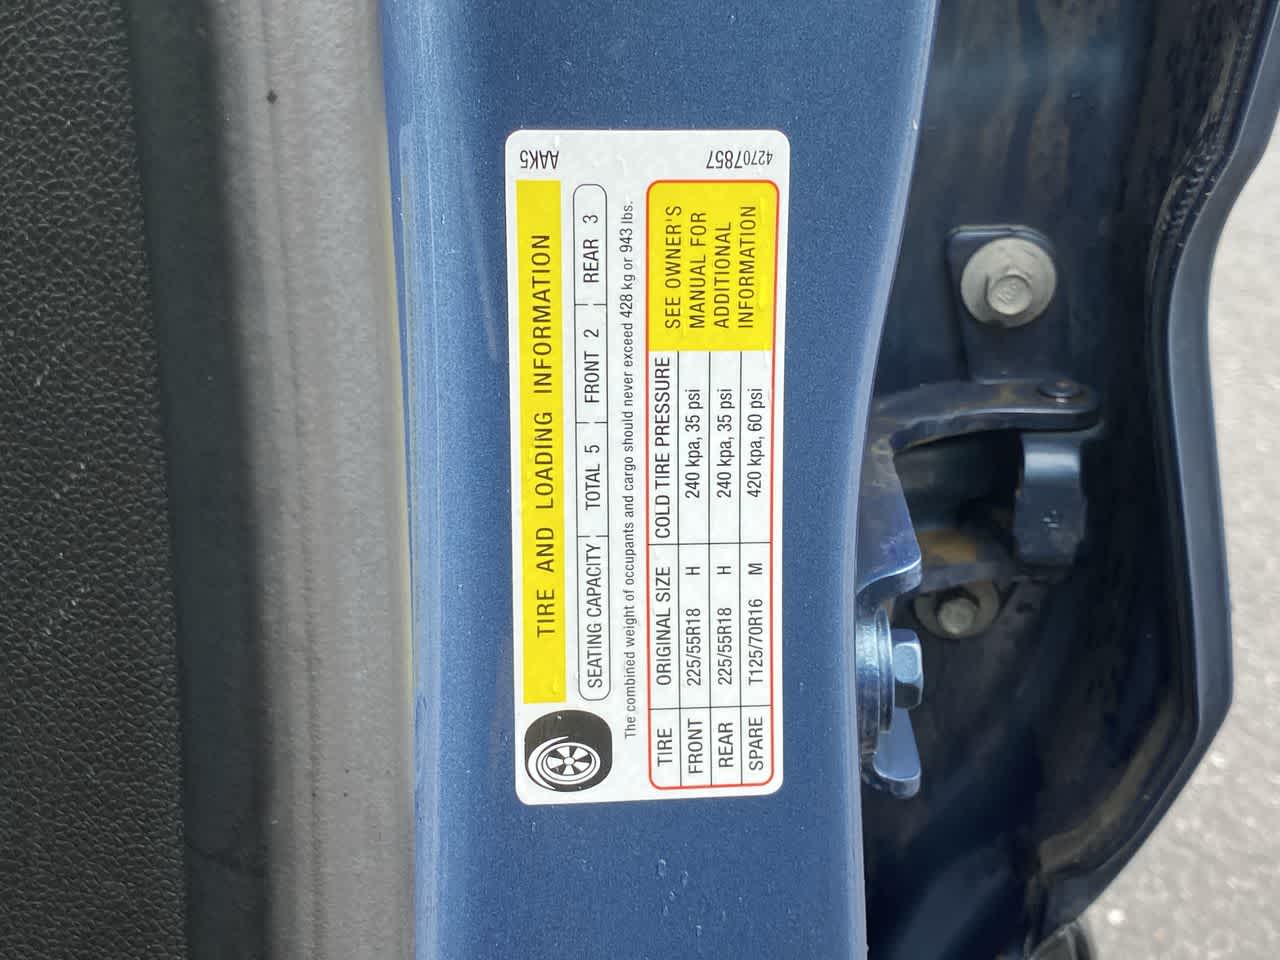 TIRE AND LOADING INFORMATION
SEATING CAPACITY TOTAL 5 FRONT 2 REAR 3
The combined weight of occupants and cargo should never exceed 428 kg or 943 lbs.
TIRE ORIGINAL SIZE COLD TIRE PRESSURE
FRONT 225/55R18 H 240 kpa, 35 psi
REAR 225/55R18 H 240 kpa, 35 psi
SPARE T125/70R16 M 420 kpa, 60 psi
SEE OWNER'S
MANUAL FOR
ADDITIONAL
INFORMATION
AAK5
42707857